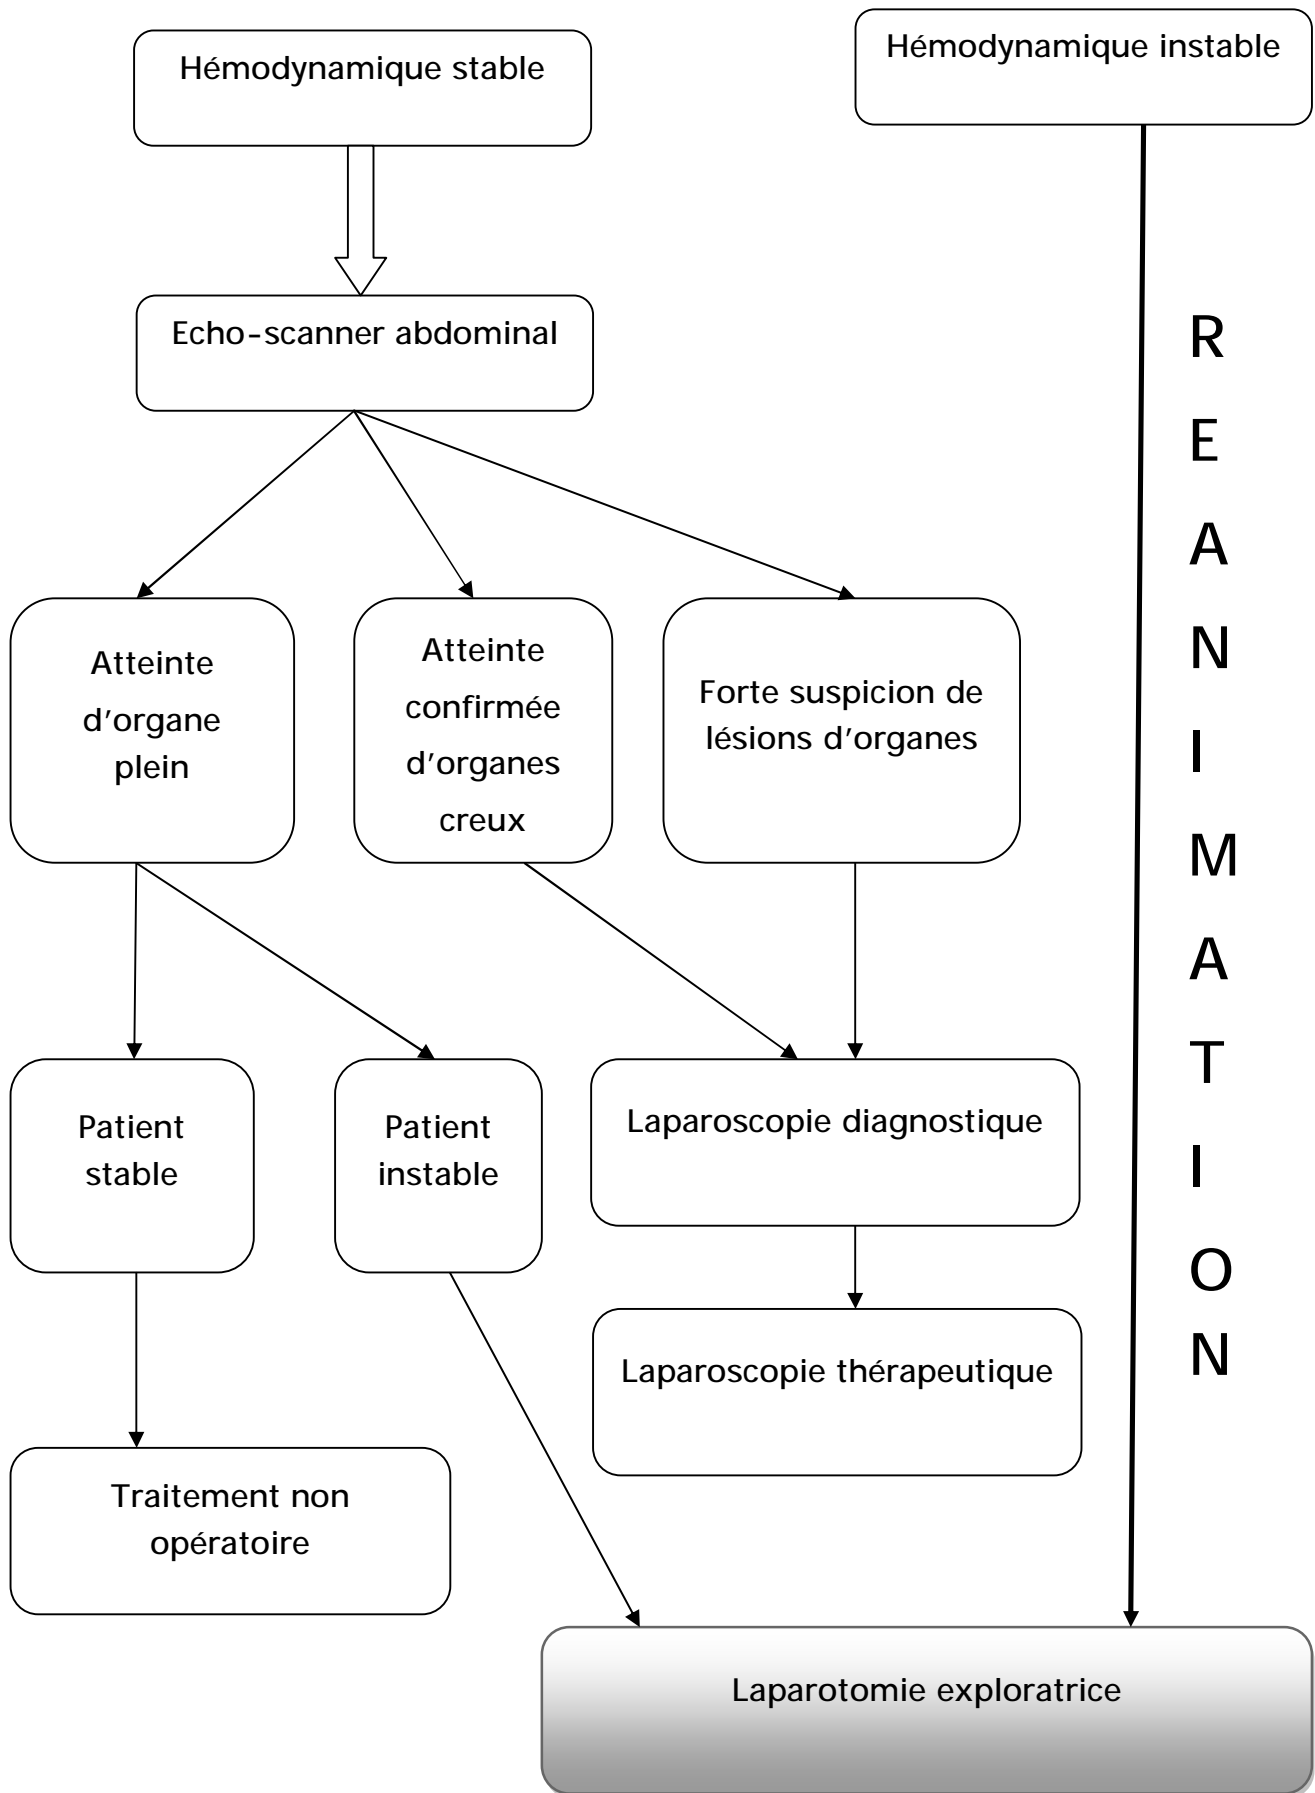 Hémodynamique stable
Hémodynamique instable
Echo-scanner abdominal
Atteinte
d'organe
plein
Atteinte
confirmée
d'organes
creux
Forte suspicion de
lésions d'organes
Patient
stable
Patient
instable
Laparoscopie diagnostique
Laparoscopie thérapeutique
Traitement non
opératoire
Laparotomie exploratrice
R
E
A
N
I
M
A
T
I
O
N